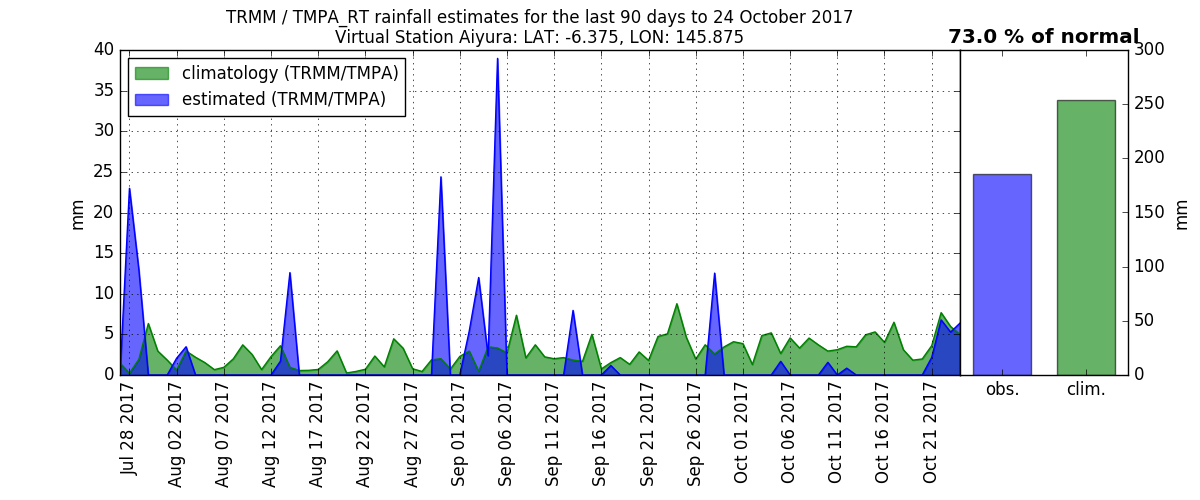 TRMM / TMPA_RT rainfall estimates for the last 90 days to 24 October 2017
Virtual Station Aiyura: LAT: -6.375, LON: 145.875
73.0 % of normal
climatology (TRMM/TMPA)
estimated (TRMM/TMPA)
mm
40
35
30
25
20
15
10
5
0
Jul 28 2017
Aug 02 2017
Aug 07 2017
Aug 12 2017
Aug 17 2017
Aug 22 2017
Aug 27 2017
Sep 01 2017
Sep 06 2017
Sep 11 2017
Sep 16 2017
Sep 21 2017
Sep 26 2017
Oct 01 2017
Oct 06 2017
Oct 11 2017
Oct 16 2017
Oct 21 2017
obs.
clim.
300
250
200
150
100
50
0
mm